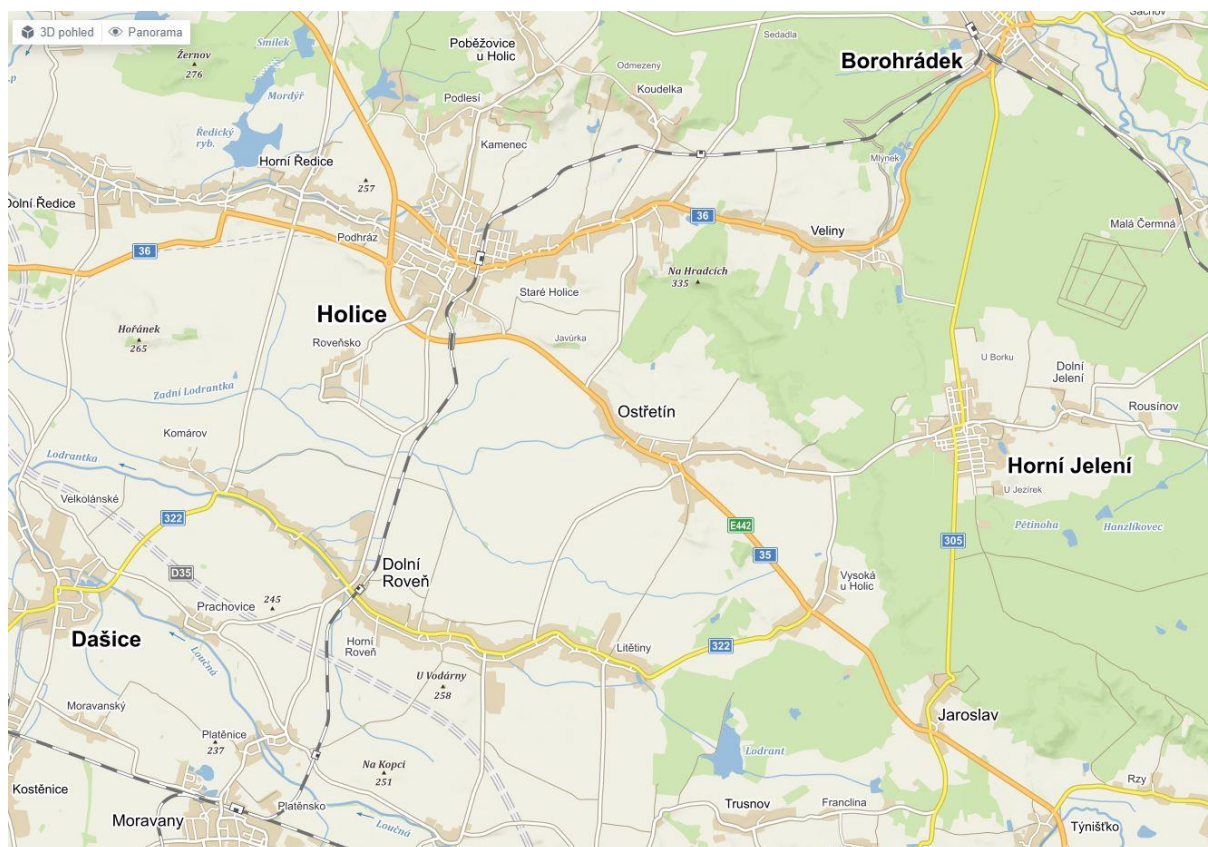 3D pohled
Panorama
Sachov
Žernov
276
Smilek
Poběžovice
u Holic
Sedadla
Borohrádek
Odmezený
Koudelka
Mordýř
Podlesí
Ředický
ryb.
Kamenec
Horní Ředice
Mlýnek
257
Dolní Ředice
36
Malá Čermná
Podhráz
Veliny
36
Na Hradcích
335
Staré Holice
Holice
Hořánek
265
Roveňsko
Javůrka
U Borku
Dolní
Jelení
Zadní Lodrantka
Ostřetín
Rousínov
Komárov
Lodrantka
Horní Jelení
U Jezírek
Velkolánské
322
E442
Pětinoha
Hanzlíkovec
305
35
D35
Dolní
Roveň
Vysoká
u Holic
Prachovice
245
Dašice
Horní
Roveň
Litětiny
322
Loučná
U Vodárny
258
Moravanský
Jaroslav
Platěnice
237
Lodrant
Na Kopci
251
Rzy
Kostěnice
Platěnsko
Trusnov
Franclina
Moravany
Loučná
Týnišťko